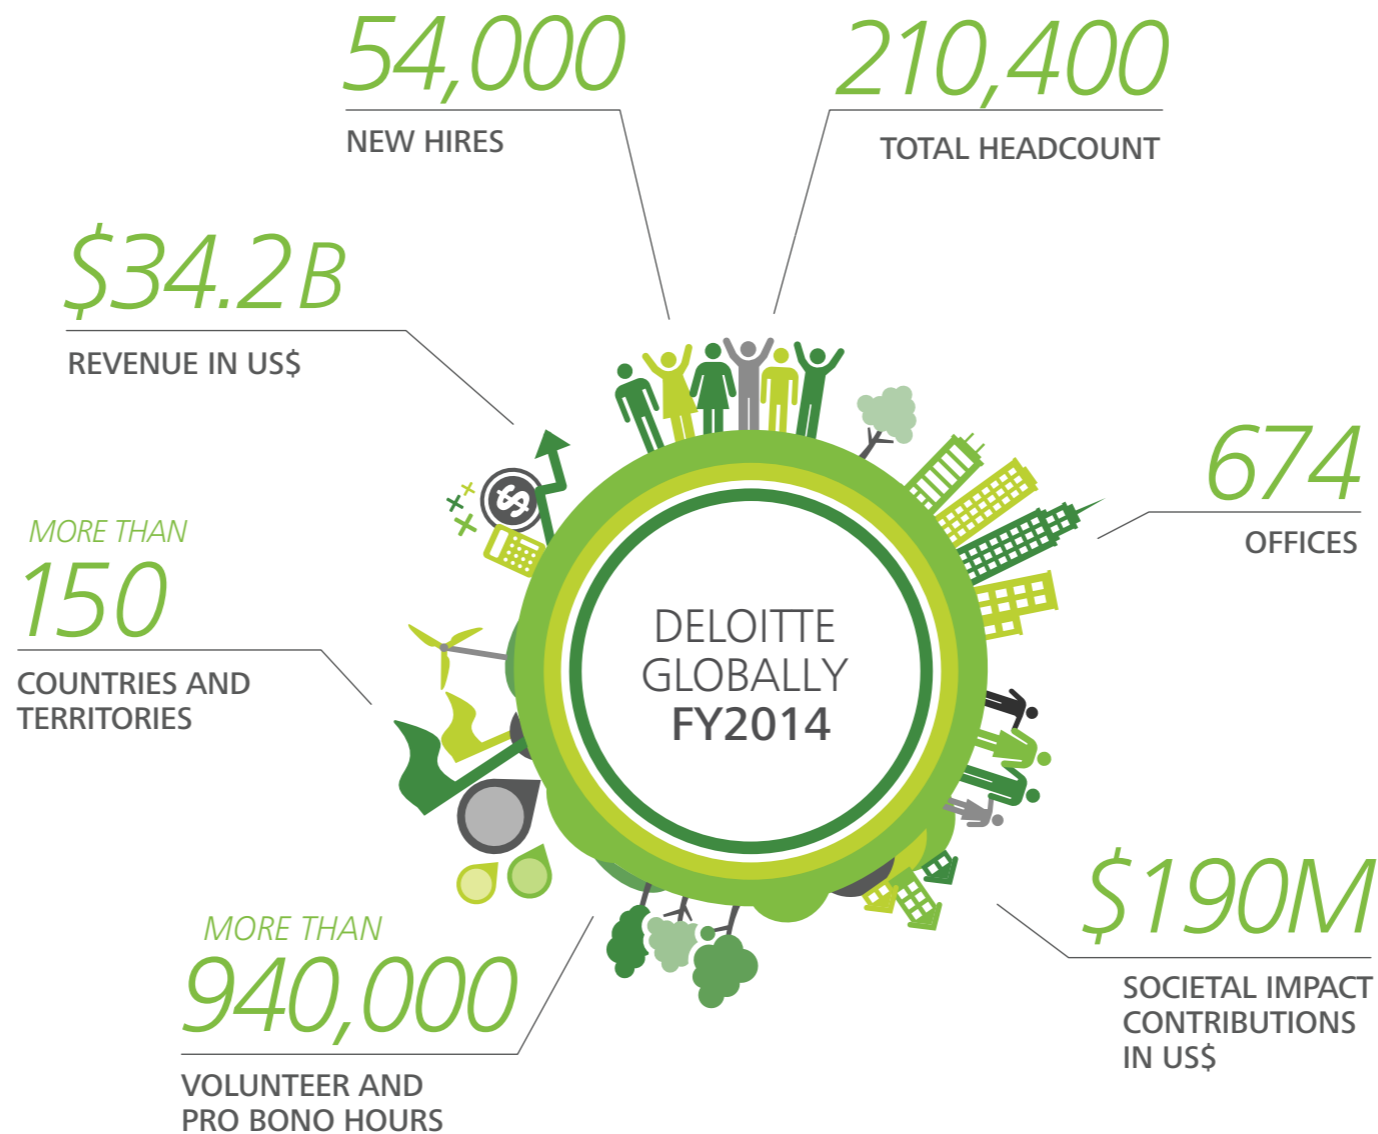 54,000
NEW HIRES
210,400
TOTAL HEADCOUNT
$34.2B
REVENUE IN US$
674
OFFICES
MORE THAN
150
COUNTRIES AND
TERRITORIES
DELOITTE
GLOBALLY
FY2014
$190M
SOCIETAL IMPACT
CONTRIBUTIONS
IN US$
MORE THAN
940,000
VOLUNTEER AND
PRO BONO HOURS
$